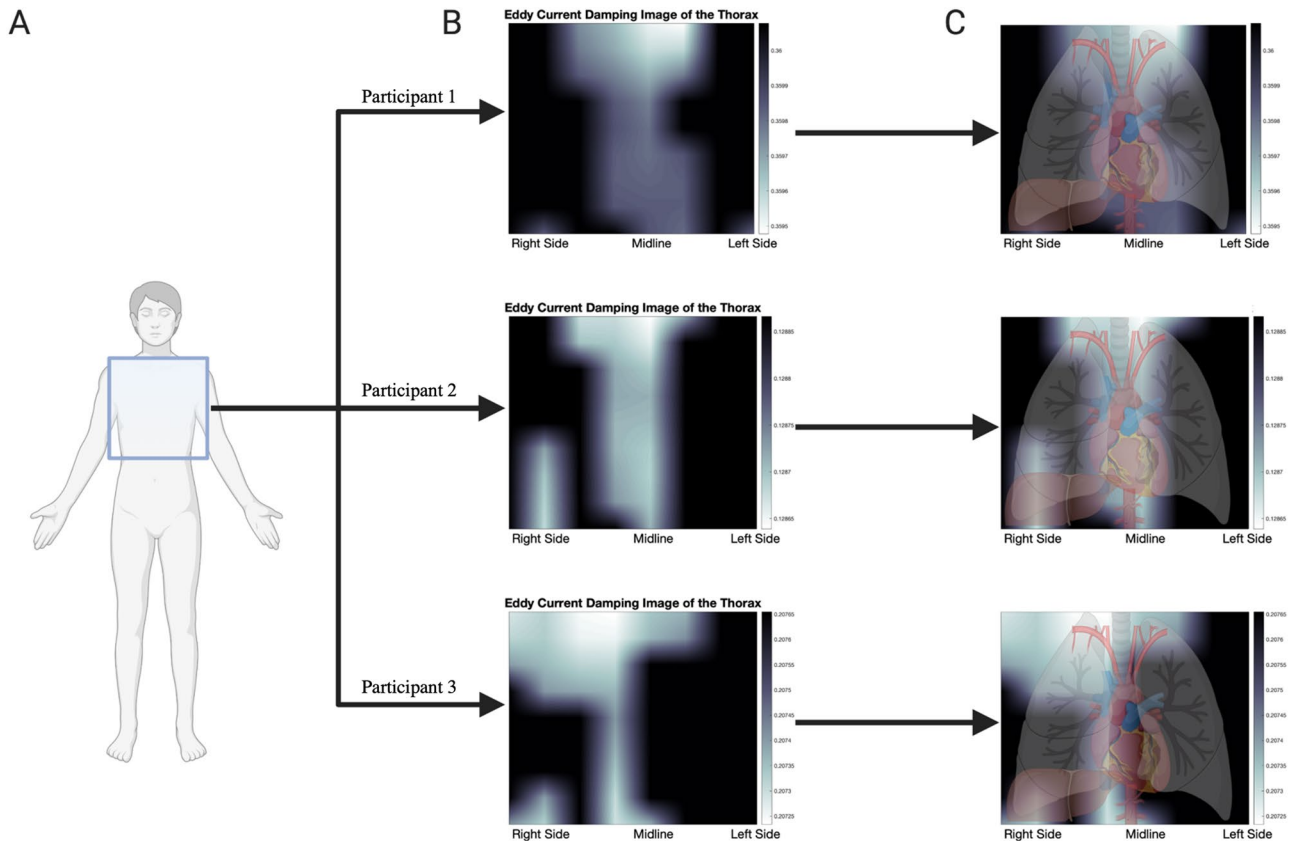 A
B
C
Eddy Current Damping Image of the Thorax
Participant 1
0.36
0.3599
0.3598
0.3597
0.3596
0.3595
Right Side Midline Left Side
0.36
0.3599
0.3598
0.3597
0.3596
0.3595
Right Side Midline Left Side
Eddy Current Damping Image of the Thorax
Participant 2
0.12885
0.1288
0.12875
0.1287
0.12865
Right Side Midline Left Side
0.12885
0.1288
0.12875
0.1287
0.12865
Right Side Midline Left Side
Eddy Current Damping Image of the Thorax
Participant 3
0.20765
0.2076
0.20755
0.2075
0.20745
0.2074
0.20735
0.2073
0.20725
Right Side Midline Left Side
0.20765
0.2076
0.20755
0.2075
0.20745
0.2074
0.20735
0.2073
0.20725
Right Side Midline Left Side